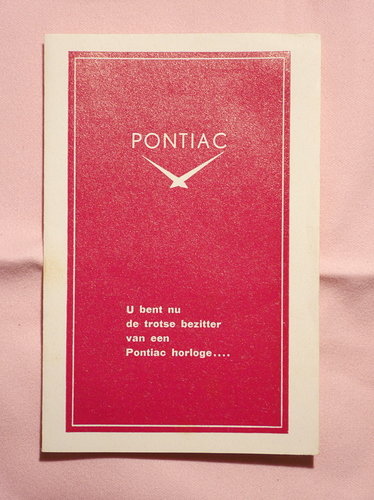 PONTIAC
U bent nu
de trotse bezitter
van een
Pontiac horloge....